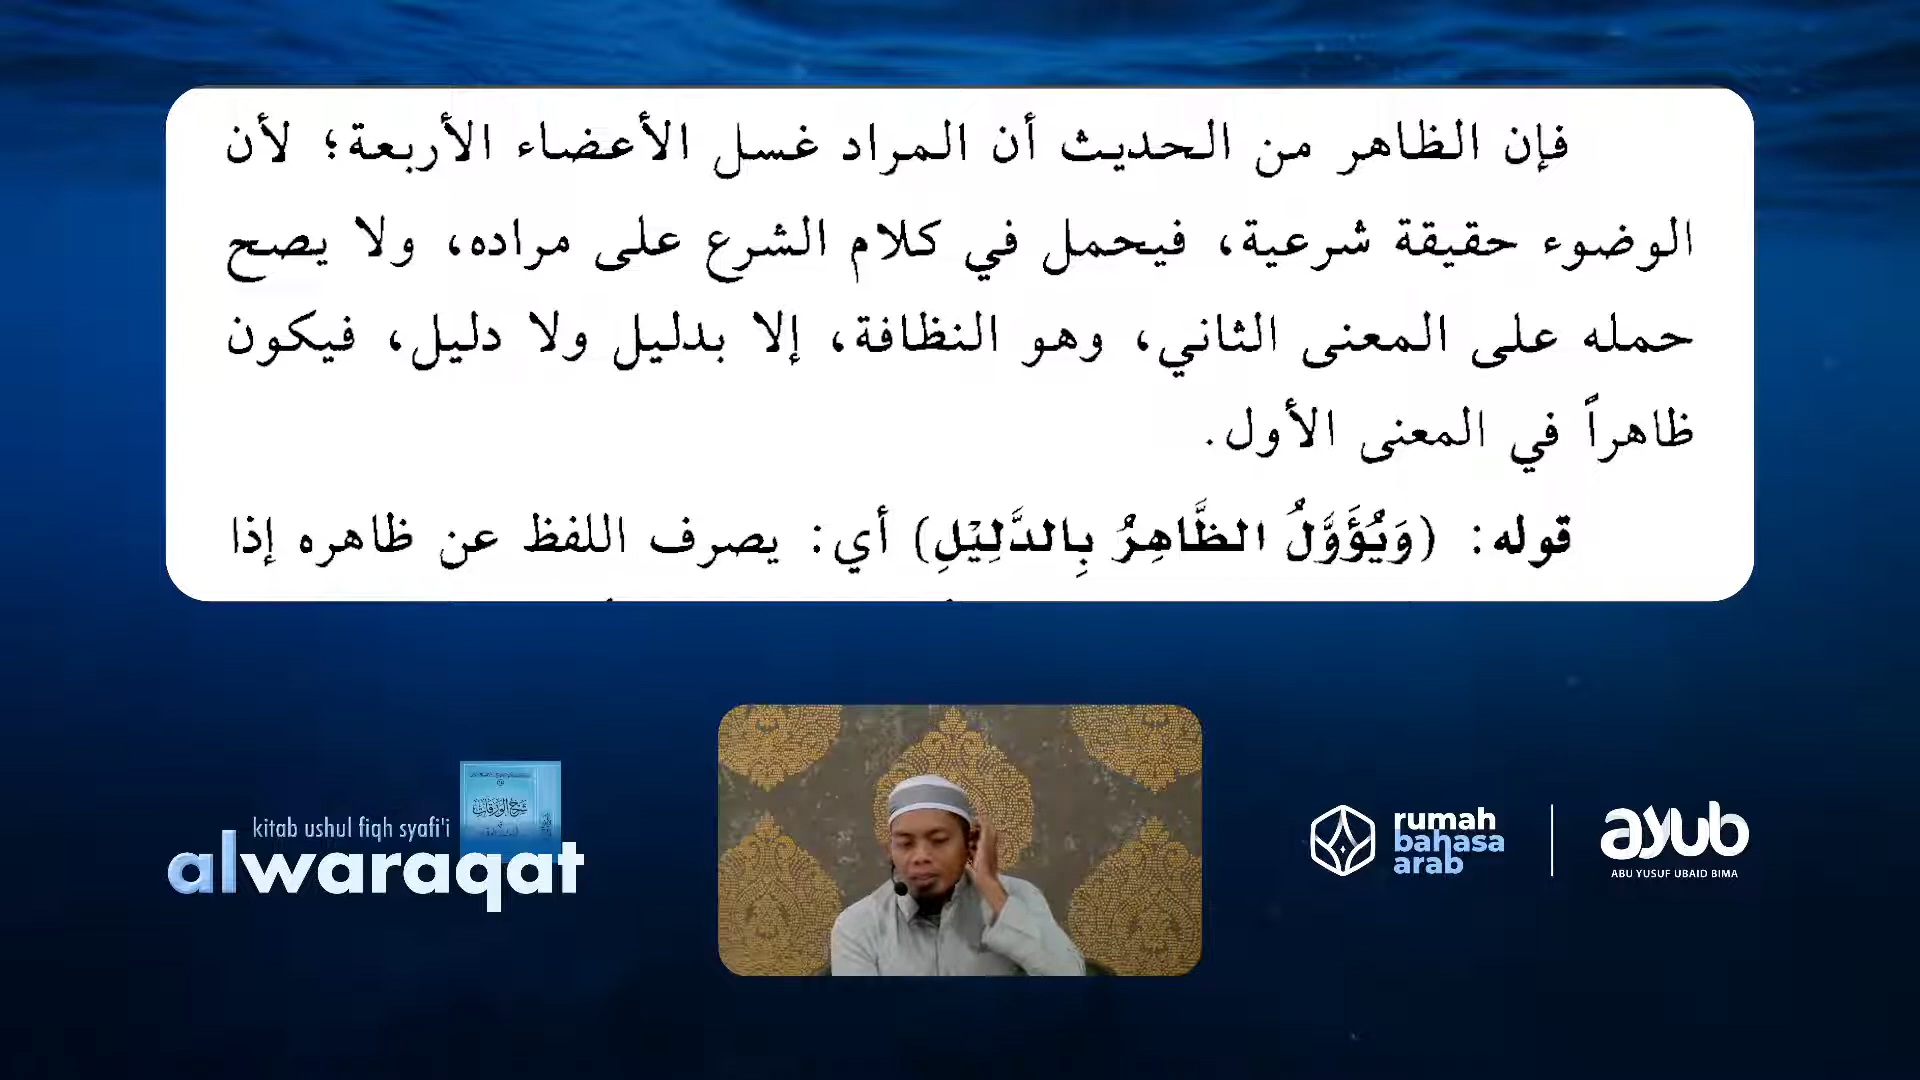 فإن الظاهر من الحديث أن المراد غسل الأعضاء الأربعة؛ لأن
الوضوء حقيقة شرعية، فيحمل في كلام الشرع على مراده، ولا يصح
حمله على المعنى الثاني، وهو النظافة، إلا بدليل ولا دليل، فيكون
ظاهراً في المعنى الأول.
قوله: (وَيُؤَوَّلُ الظَّاهِرُ بِالدَّلِيْلِ) أي: يصرف اللفظ عن ظاهره إذا
kitab ushul fiqh syafi'i
شرح الورقات
alwaraqat
rumah
bahasa
arab
ayub
ABU YUSUF UBAID BIMA